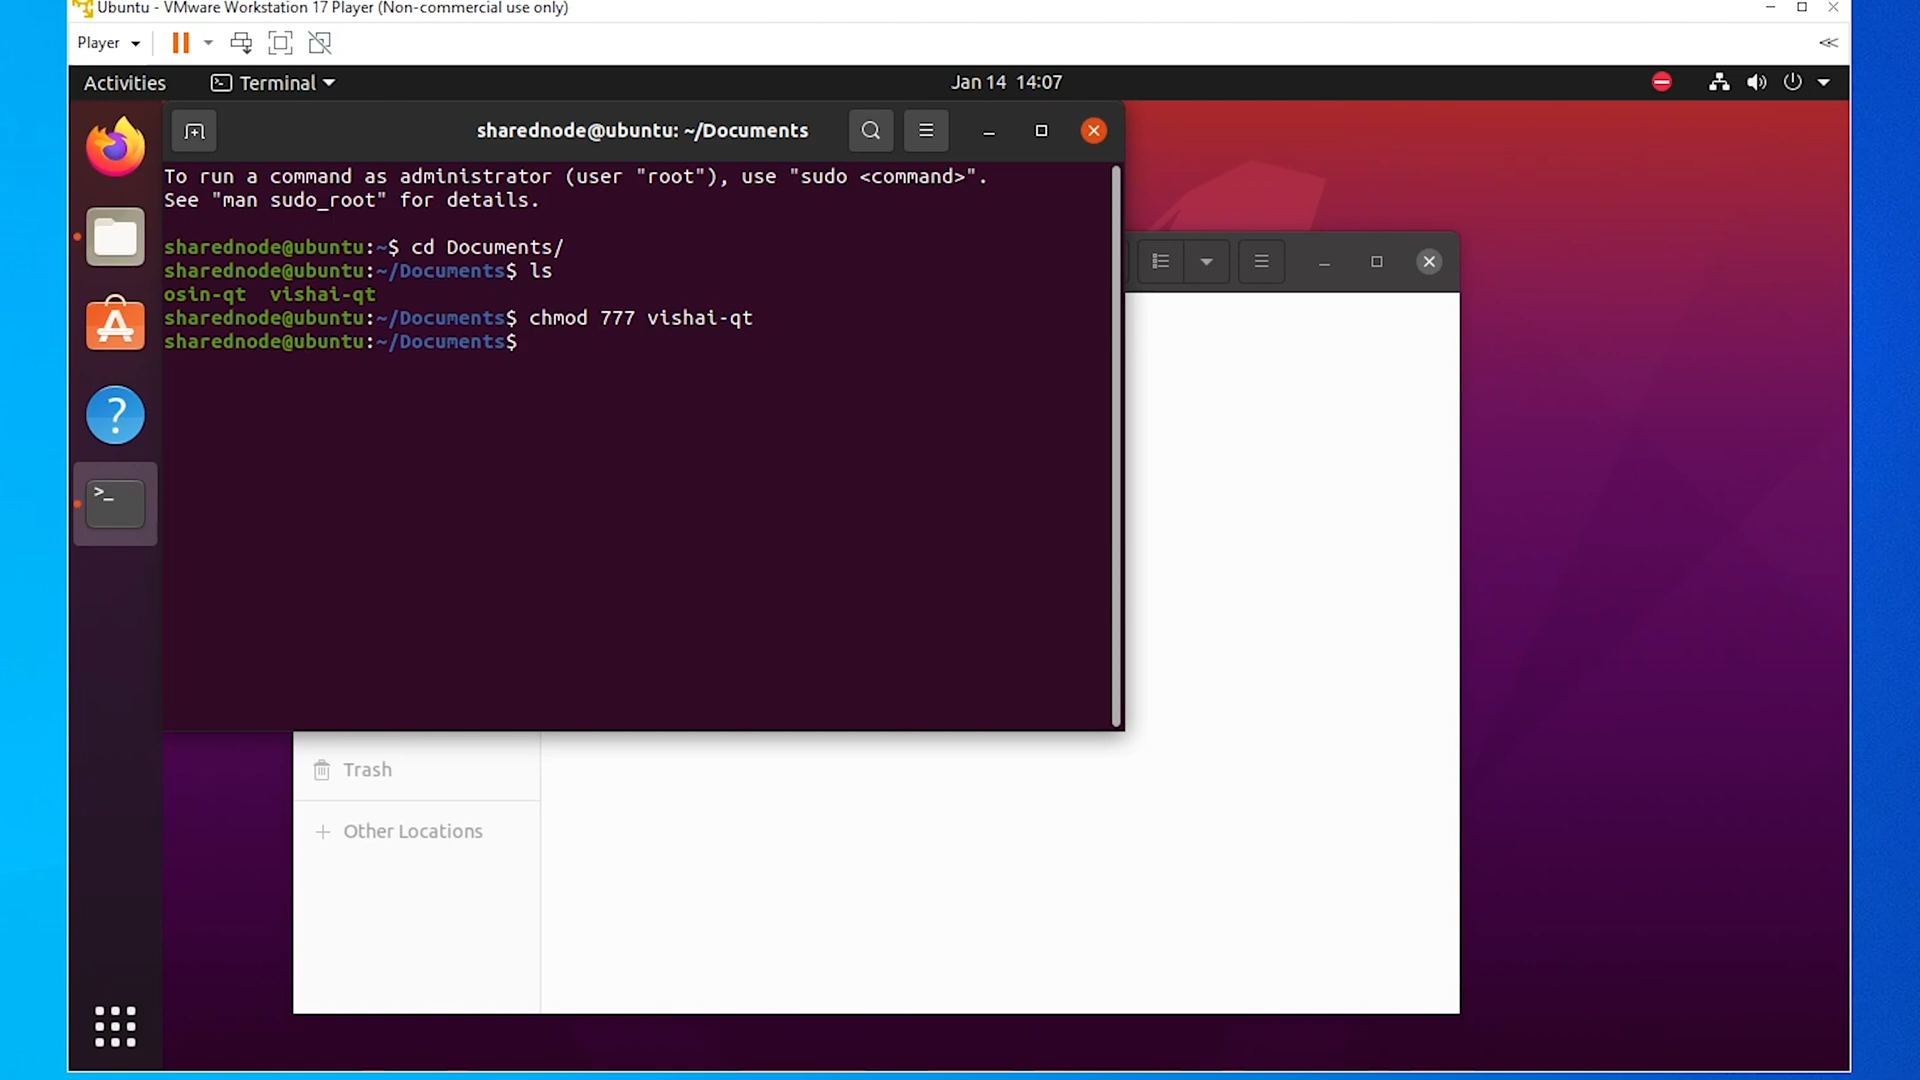 Ubuntu - VMware Workstation 17 Player (Non-commercial use only)
Player
Activities
Terminal
Jan 14 14:07
sharednode@ubuntu: ~/Documents
To run a command as administrator (user "root"), use "sudo <command>".
See "man sudo_root" for details.
sharednode@ubuntu:~$ cd Documents/
sharednode@ubuntu:~/Documents$ ls
osin-qt vishai-qt
sharednode@ubuntu:~/Documents$ chmod 777 vishai-qt
sharednode@ubuntu:~/Documents$
Trash
Other Locations